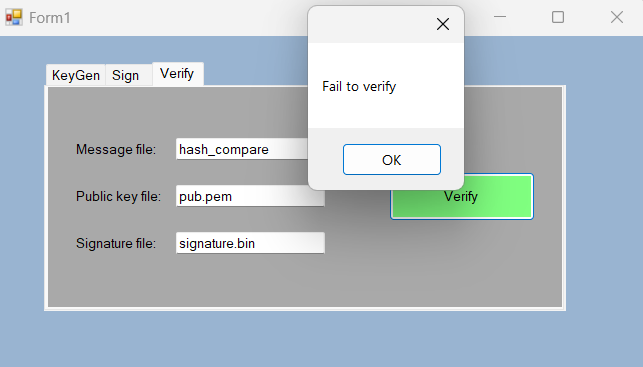 Form1
KeyGen Sign Verify
Fail to verify
OK
Message file: hash_compare
Public key file: pub.pem
Verify
Signature file: signature.bin